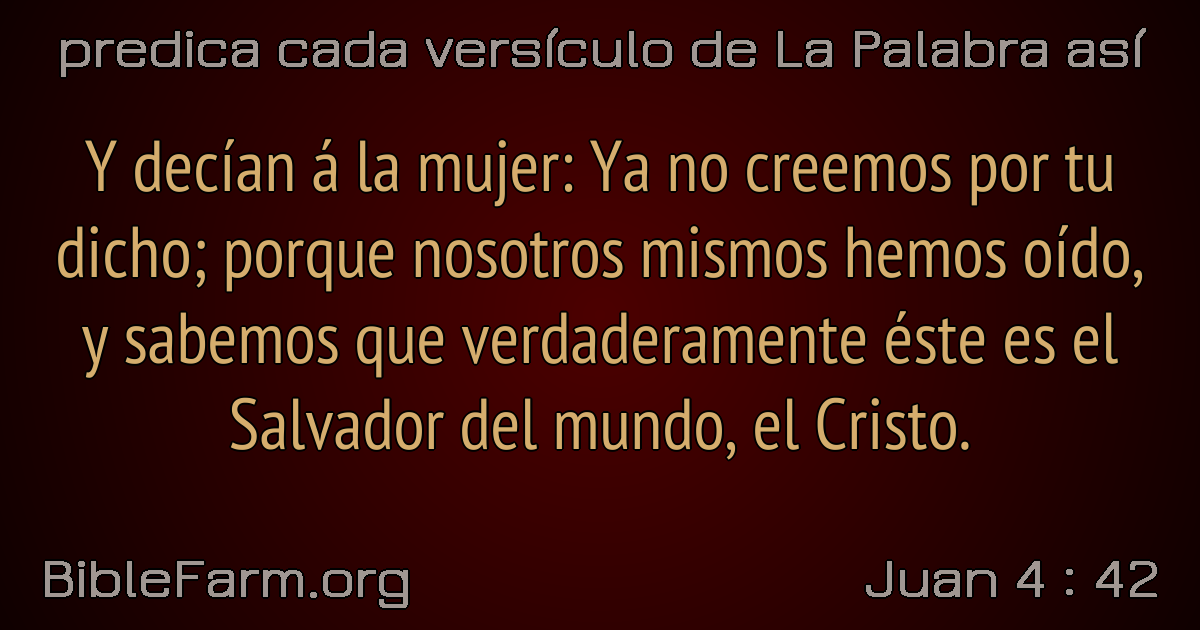 predica cada versículo de La Palabra así
Y decían á la mujer: Ya no creemos por tu
dicho; porque nosotros mismos hemos oído,
y sabemos que verdaderamente éste es el
Salvador del mundo, el Cristo.
BibleFarm.org
Juan 4 : 42